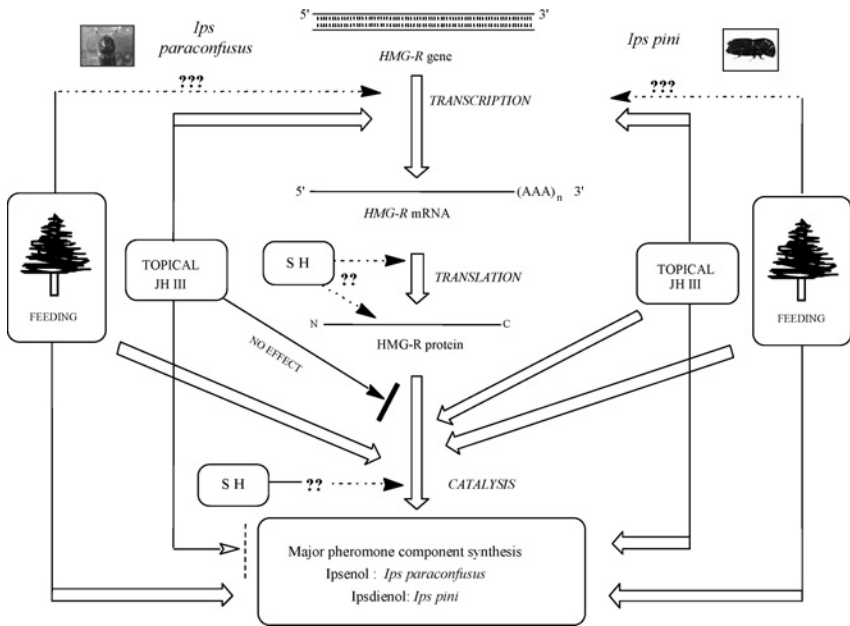 5' 3'
Ips
paraconfusus
Ips pini
HMG-R gene
???
???
TRANSCRIPTION
5' (AAA)n 3'
HMG-R mRNA
TOPICAL
JH III
S H
??
TRANSLATION
TOPICAL
JH III
FEEDING
FEEDING
N C
HMG-R protein
NO EFFECT
S H
??
CATALYSIS
Major pheromone component synthesis
Ipsenol : Ips paraconfusus
Ipsdienol: Ips pini